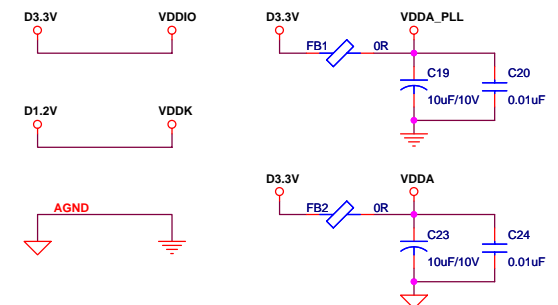 D3.3V VDDIO
D3.3V VDDA_PLL
FB1 0R
C19 C20
10uF/10V 0.01uF
D1.2V VDDK
AGND
D3.3V VDDA
FB2 0R
C23 C24
10uF/10V 0.01uF